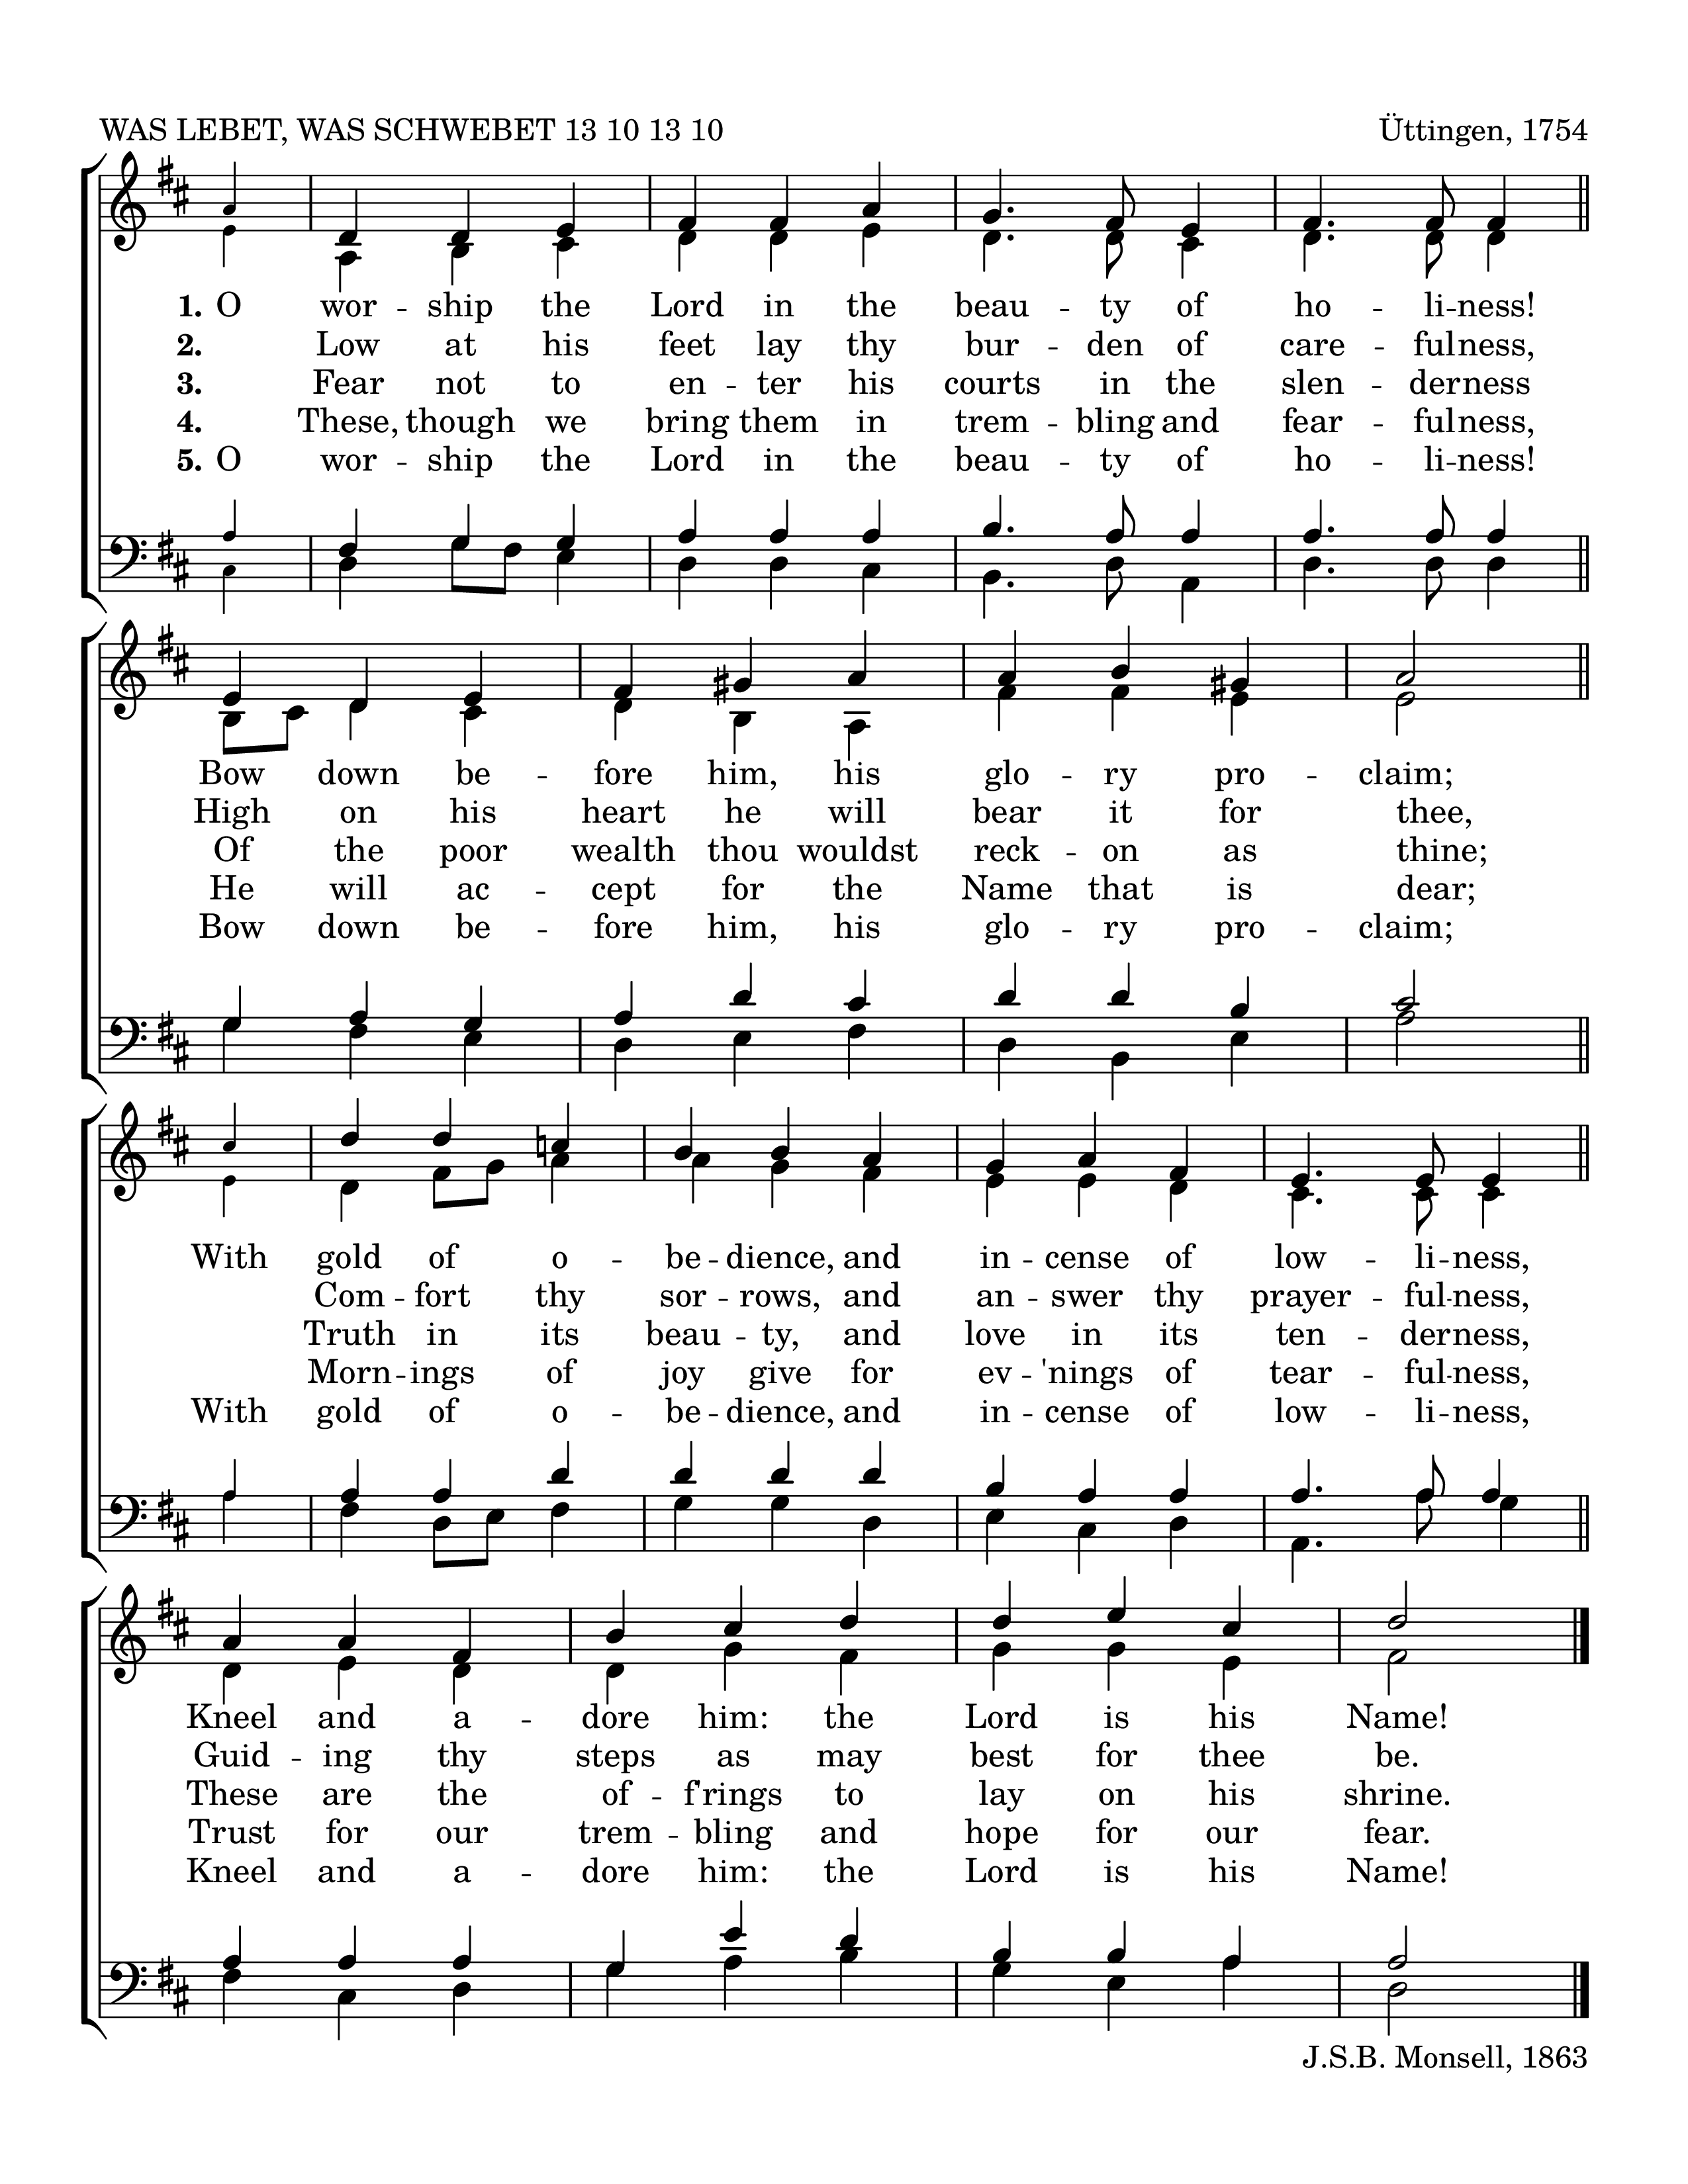 WAS LEBET, WAS SCHWEBET 13 10 13 10 Üttingen, 1754
1. O wor -- ship the Lord in the beau -- ty of ho -- li -- ness!
2. Low at his feet lay thy bur -- den of care -- fulness,
3. Fear not to en -- ter his courts in the slen -- derness
4. These, though we bring them in trem -- bling and fear -- fulness,
5. O wor -- ship the Lord in the beau -- ty of ho -- li -- ness!
Bow down be -- fore him, his glo -- ry pro -- claim;
High on his heart he will bear it for thee,
Of the poor wealth thou wouldst reck -- on as thine;
He will ac -- cept for the Name that is dear;
Bow down be -- fore him, his glo -- ry pro -- claim;
With gold of o -- be -- dience, and in -- cense of low -- li -- ness,
Com -- fort thy sor -- rows, and an -- swer thy prayer -- ful -- ness,
Truth in its beau -- ty, and love in its ten -- derness,
Morn -- ings of joy give for ev -- 'nings of tear -- ful -- ness,
With gold of o -- be -- dience, and in -- cense of low -- li -- ness,
Kneel and a -- dore him: the Lord is his Name!
Guid -- ing thy steps as may best for thee be.
These are the of -- f'rings to lay on his shrine.
Trust for our trem -- bling and hope for our fear.
Kneel and a -- dore him: the Lord is his Name!
J.S.B. Monsell, 1863